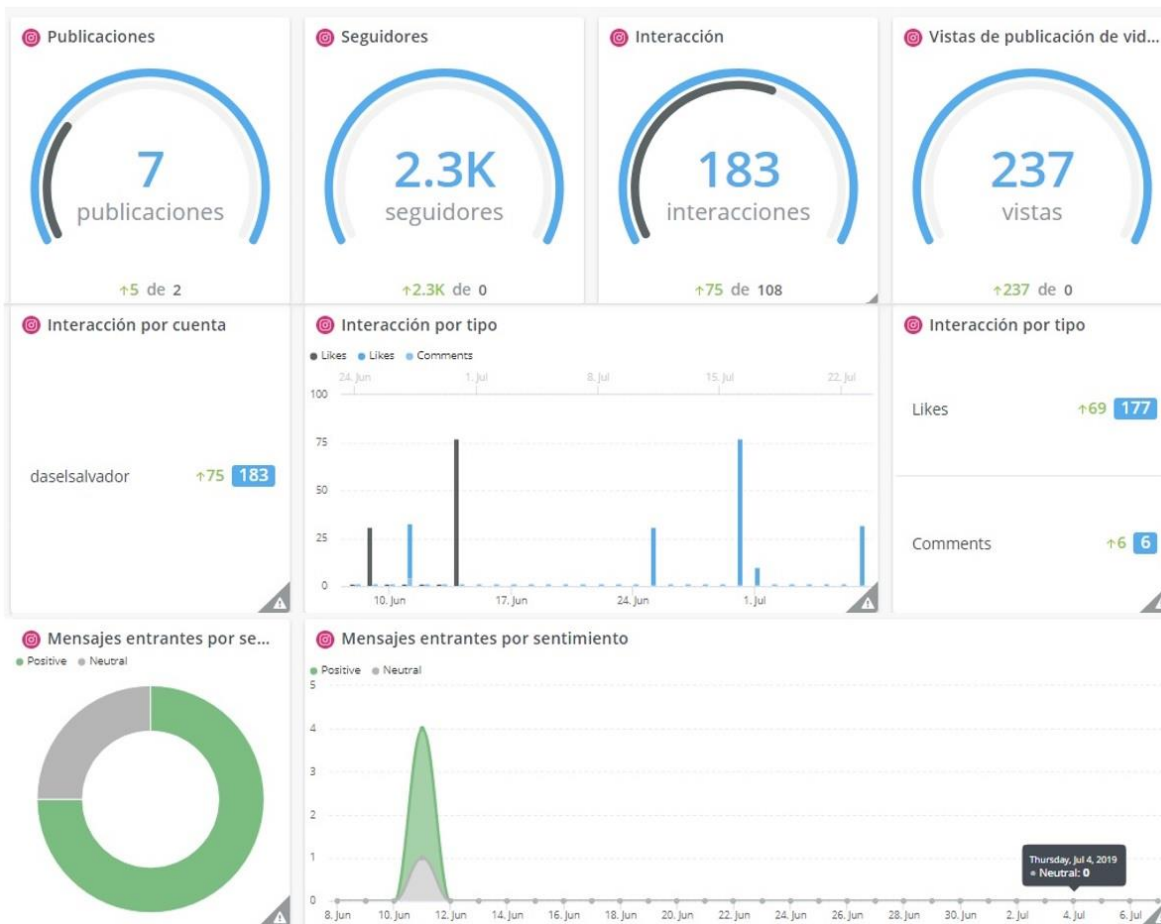 Publicaciones
7
publicaciones
↑5 de 2
Seguidores
2.3K
seguidores
↑2.3K de 0
Interacción
183
interacciones
↑75 de 108
Vistas de publicación de vid...
237
vistas
↑237 de 0
Interacción por cuenta
daselsalvador ↑75 183
Interacción por tipo
Likes Likes Comments
24. Jun 1. Jul 8. Jul 15. Jul 22. Jul
100
75
50
25
0
10. Jun 17. Jun 24. Jun 1. Jul
Interacción por tipo
Likes ↑69 177
Comments ↑6 6
Mensajes entrantes por se...
Positive Neutral
Mensajes entrantes por sentimiento
Positive Neutral
5
4
3
2
1
0
Thursday, Jul 4, 2019
Neutral: 0
8. Jun 10. Jun 12. Jun 14. Jun 16. Jun 18. Jun 20. Jun 22. Jun 24. Jun 26. Jun 28. Jun 30. Jun 2. Jul 4. Jul 6. Jul